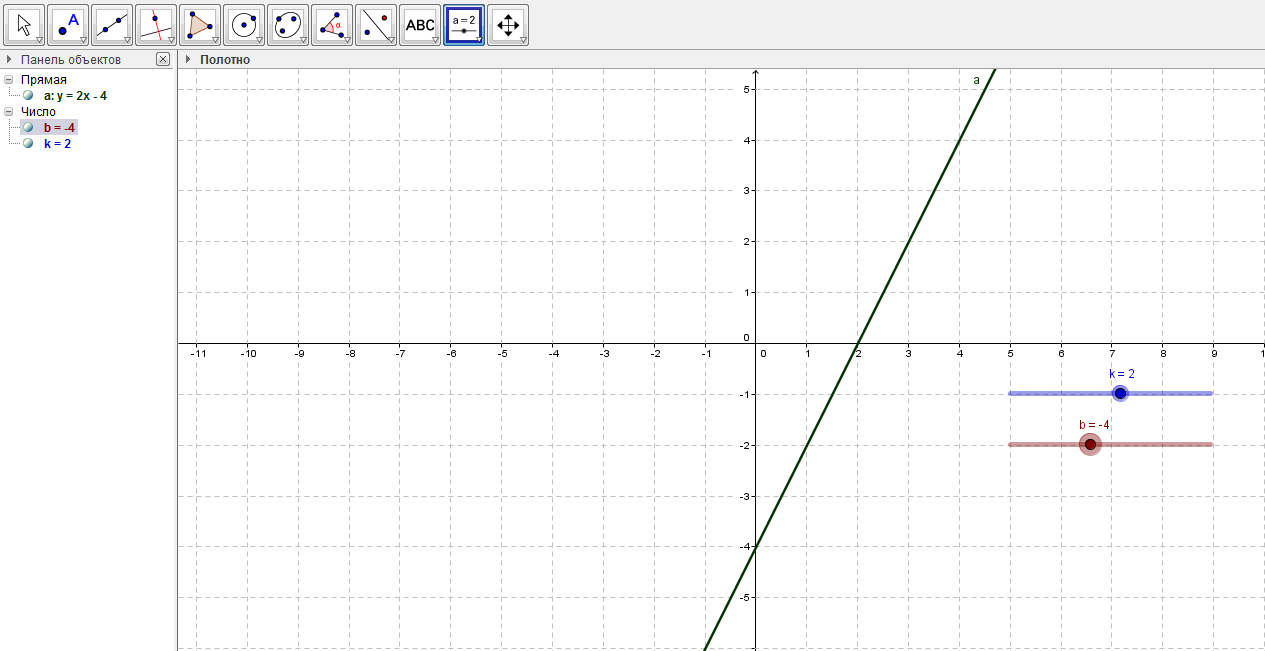 A
α
ABC
a=2
Панель объектов
Полотно
Прямая
a: y = 2x - 4
Число
b = -4
k = 2
a
5
4
3
2
1
0
-11 -10 -9 -8 -7 -6 -5 -4 -3 -2 -1 0 1 2 3 4 5 6 7 8 9 1
k = 2
-1
b = -4
-2
-3
-4
-5